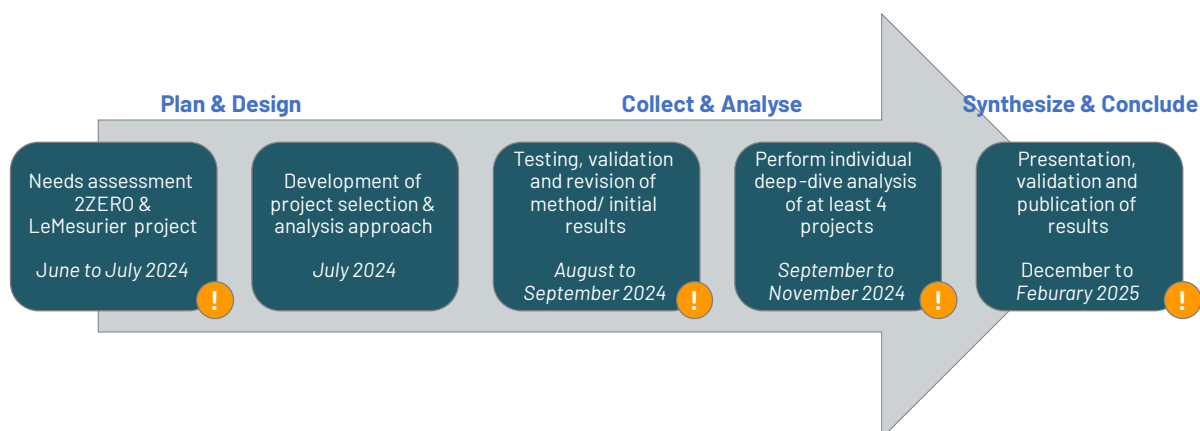 Plan & Design
Collect & Analyse
Synthesize & Conclude
Needs assessment
2ZERO &
LeMesurier project
June to July 2024
!
Development of
project selection &
analysis approach
July 2024
Testing, validation
and revision of
method/ initial
results
August to
September 2024
!
Perform individual
deep-dive analysis
of at least 4
projects
September to
November 2024
!
Presentation,
validation and
publication of
results
December to
Feburary 2025
!